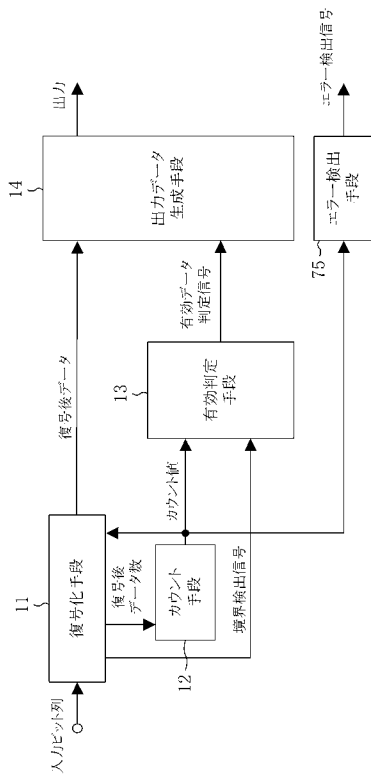 入力ビット列
11
復号化手段
復号後データ
復号後
データ数
カウント
手段
12
カウント値
境界検出信号
13
有効判定
手段
有効データ
判定信号
14
出力データ
生成手段
出力
75
エラー検出
手段
エラー検出信号